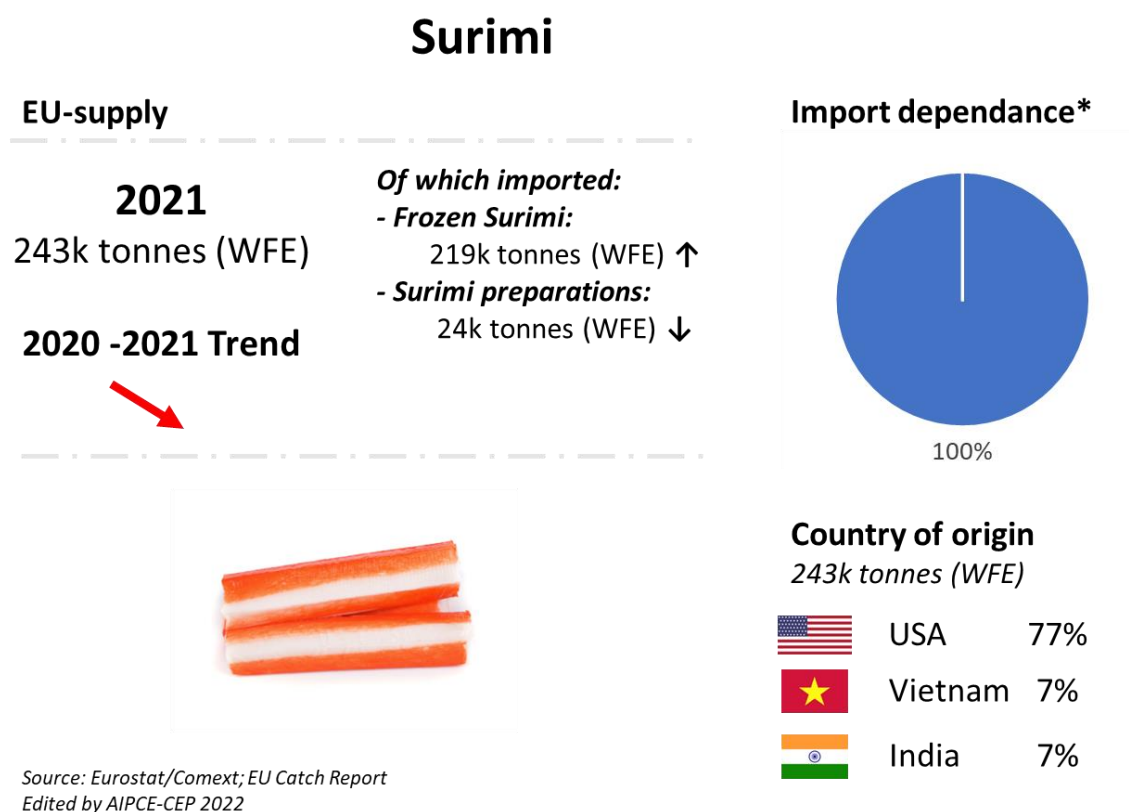 Surimi
EU-supply
2021
243k tonnes (WFE)
2020 -2021 Trend
Of which imported:
- Frozen Surimi:
219k tonnes (WFE) ↑
- Surimi preparations:
24k tonnes (WFE) ↓
Import dependance*
100%
Country of origin
243k tonnes (WFE)
USA 77%
Vietnam 7%
India 7%
Source: Eurostat/Comext; EU Catch Report
Edited by AIPCE-CEP 2022